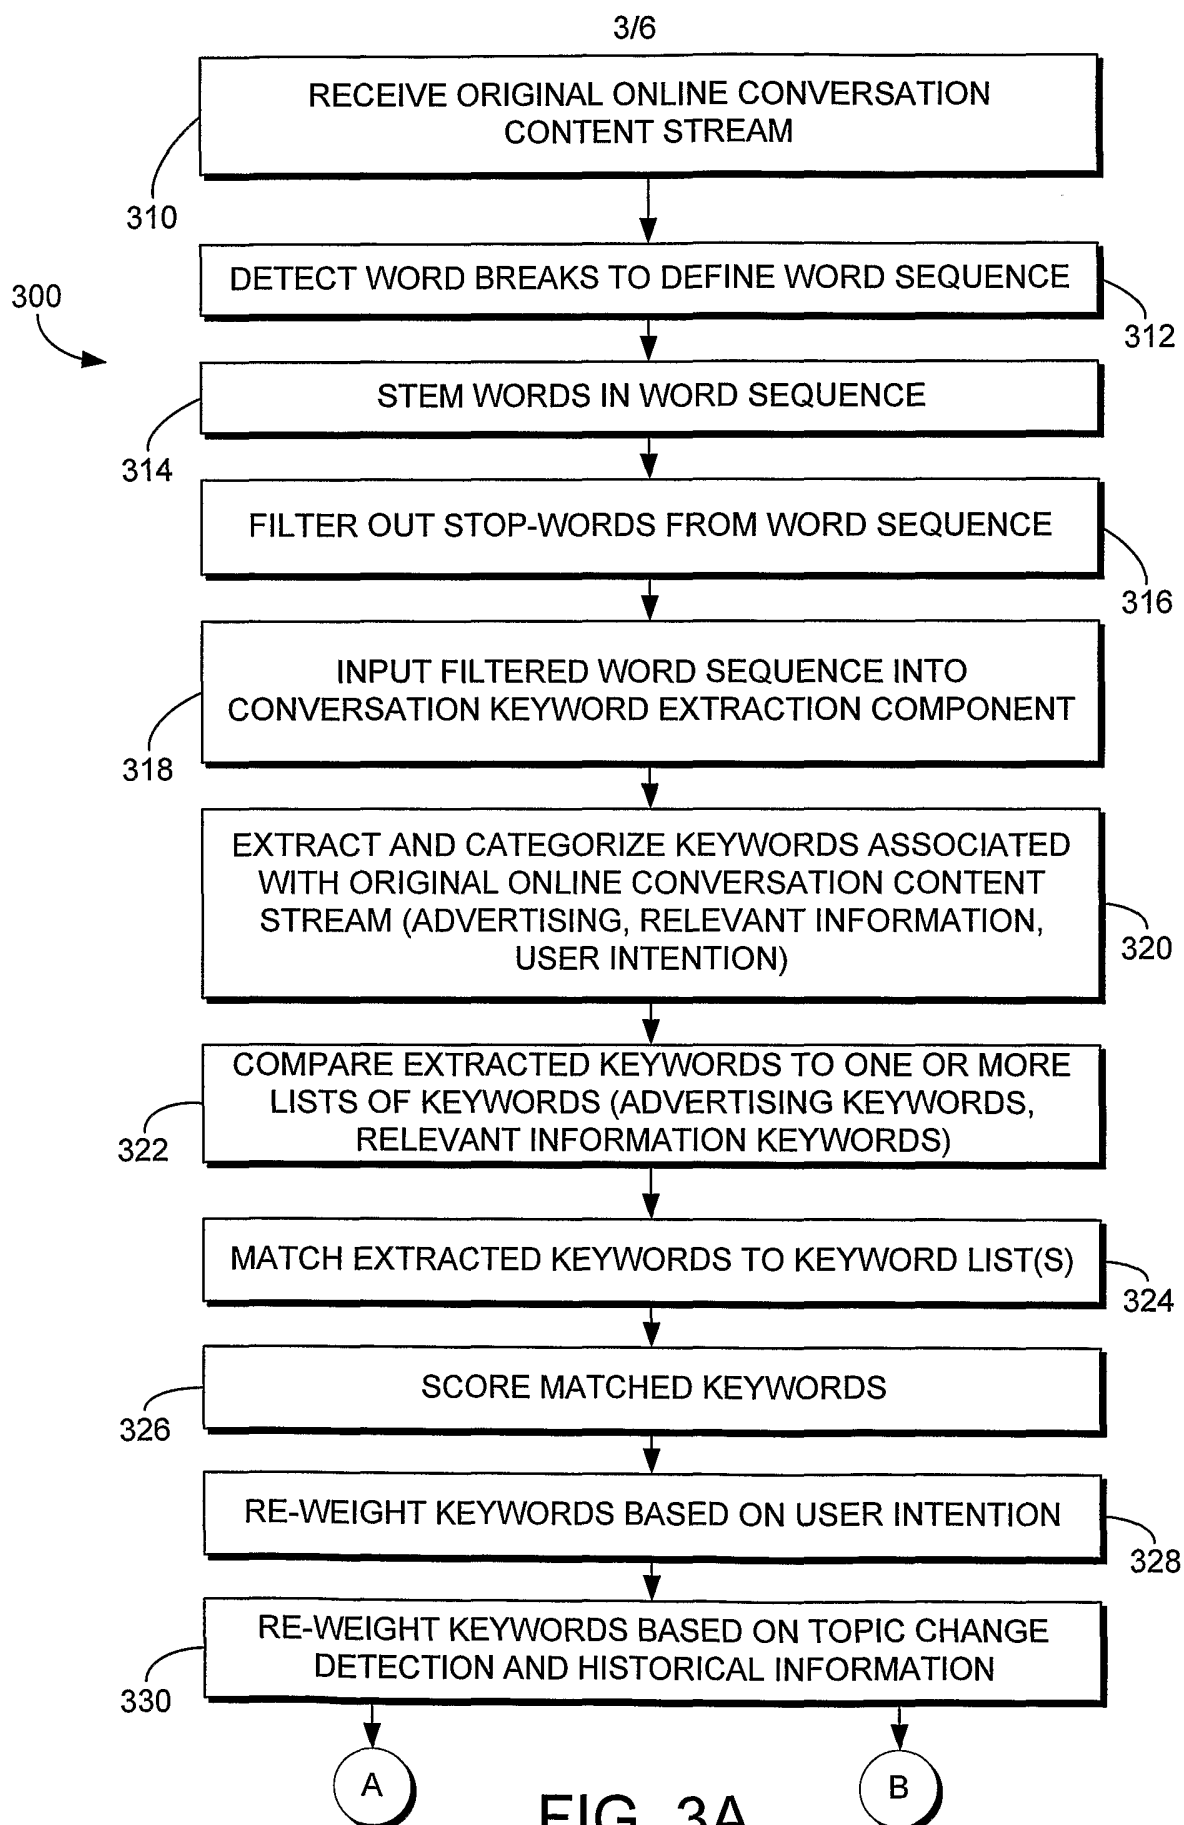 3/6
RECEIVE ORIGINAL ONLINE CONVERSATION
CONTENT STREAM
310
DETECT WORD BREAKS TO DEFINE WORD SEQUENCE
300
312
STEM WORDS IN WORD SEQUENCE
314
FILTER OUT STOP-WORDS FROM WORD SEQUENCE
316
INPUT FILTERED WORD SEQUENCE INTO
CONVERSATION KEYWORD EXTRACTION COMPONENT
318
EXTRACT AND CATEGORIZE KEYWORDS ASSOCIATED
WITH ORIGINAL ONLINE CONVERSATION CONTENT
STREAM (ADVERTISING, RELEVANT INFORMATION,
USER INTENTION)
320
COMPARE EXTRACTED KEYWORDS TO ONE OR MORE
LISTS OF KEYWORDS (ADVERTISING KEYWORDS,
RELEVANT INFORMATION KEYWORDS)
322
MATCH EXTRACTED KEYWORDS TO KEYWORD LIST(S)
324
SCORE MATCHED KEYWORDS
326
RE-WEIGHT KEYWORDS BASED ON USER INTENTION
328
RE-WEIGHT KEYWORDS BASED ON TOPIC CHANGE
DETECTION AND HISTORICAL INFORMATION
330
A
B
FIG. 3A